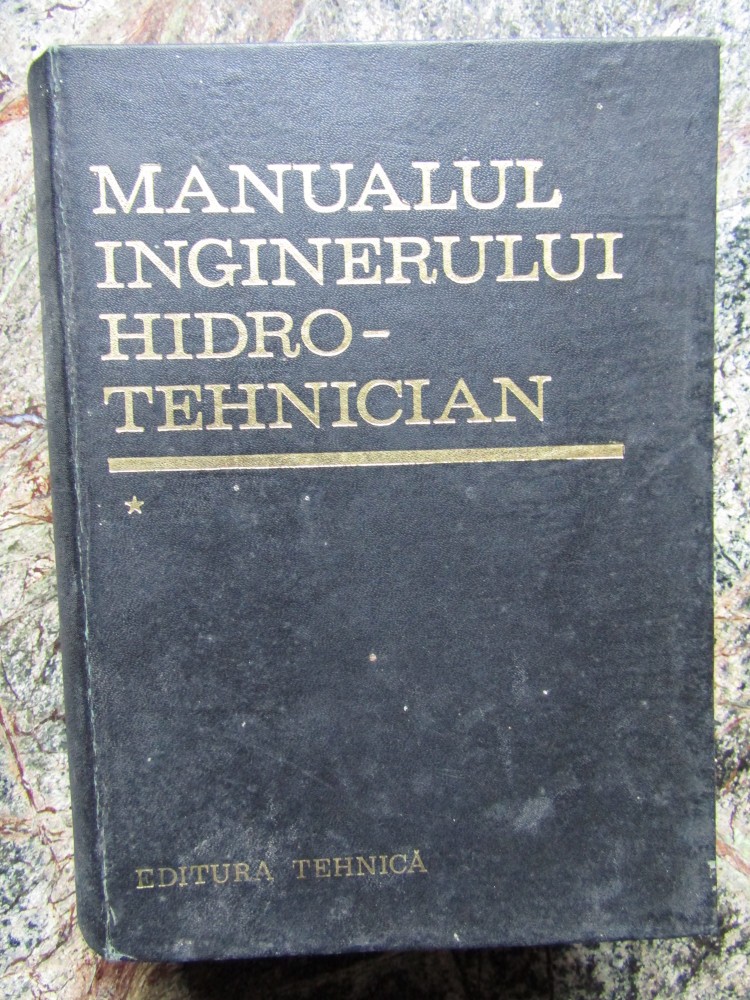 MANUALUL
INGINERULUI
HIDRO-
TEHNICIAN
EDITURA TEHNICĂ